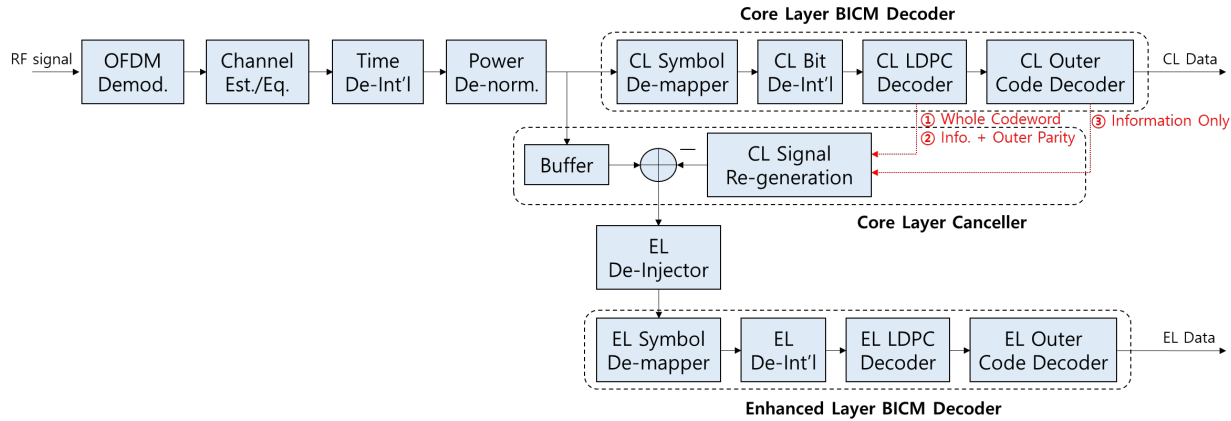 Core Layer BICM Decoder
RF signal
OFDM
Demod.
Channel
Est./Eq.
Time
De-Int'l
Power
De-norm.
CL Symbol
De-mapper
CL Bit
De-Int'l
CL LDPC
Decoder
CL Outer
Code Decoder
CL Data
① Whole Codeword
② Info. + Outer Parity
③ Information Only
Buffer
CL Signal
Re-generation
Core Layer Canceller
EL
De-Injector
EL Symbol
De-mapper
EL
De-Int'l
EL LDPC
Decoder
EL Outer
Code Decoder
EL Data
Enhanced Layer BICM Decoder